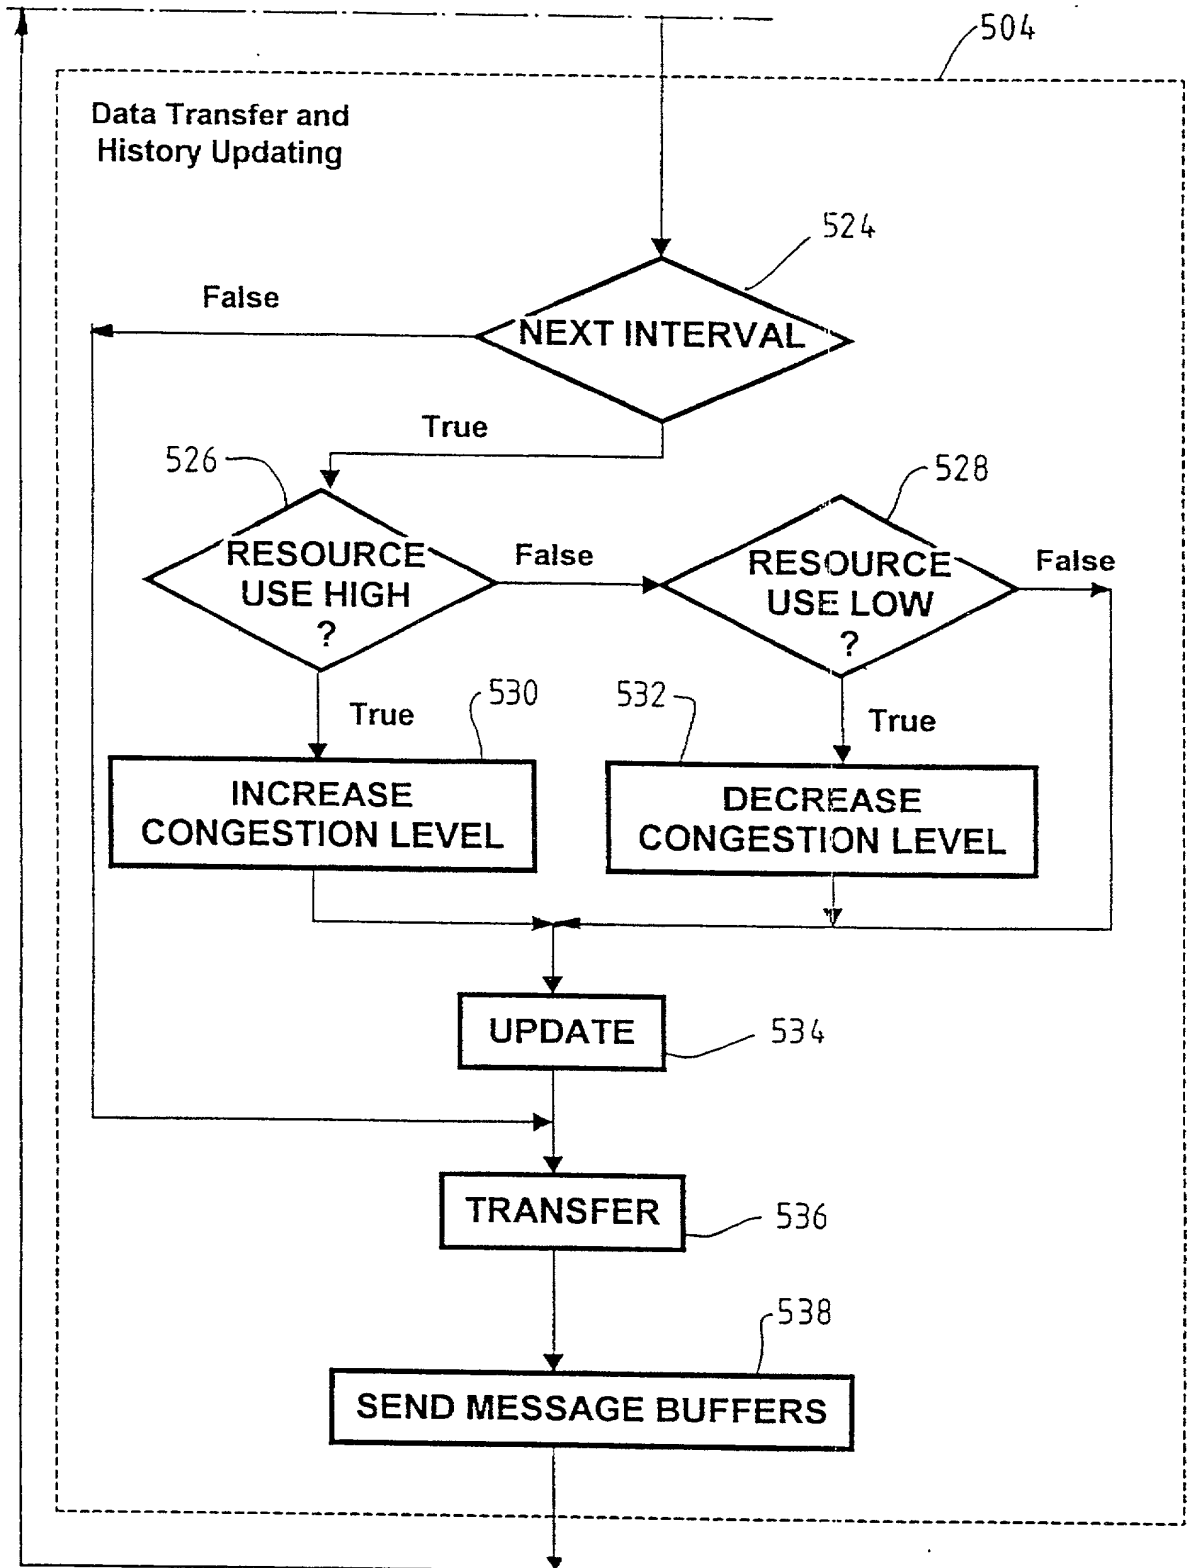 504
Data Transfer and
History Updating
524
False
NEXT INTERVAL
True
526
528
RESOURCE
USE HIGH
?
False
RESOURCE
USE LOW
?
False
True
530
532
True
INCREASE
CONGESTION LEVEL
DECREASE
CONGESTION LEVEL
UPDATE
534
TRANSFER
536
538
SEND MESSAGE BUFFERS